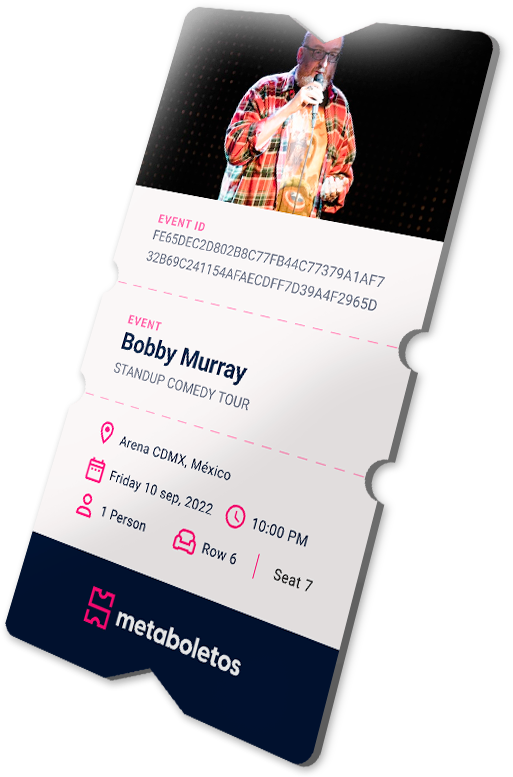 EVENT ID
FE65DEC2D802B8C77FB44C77379A1AF7
32B69C241154AFAECDFF7D39A4F2965D
EVENT
Bobby Murray
STANDUP COMEDY TOUR
Arena CDMX, México
Friday 10 sep, 2022
10:00 PM
1 Person
Row 6
Seat 7
metaboletos